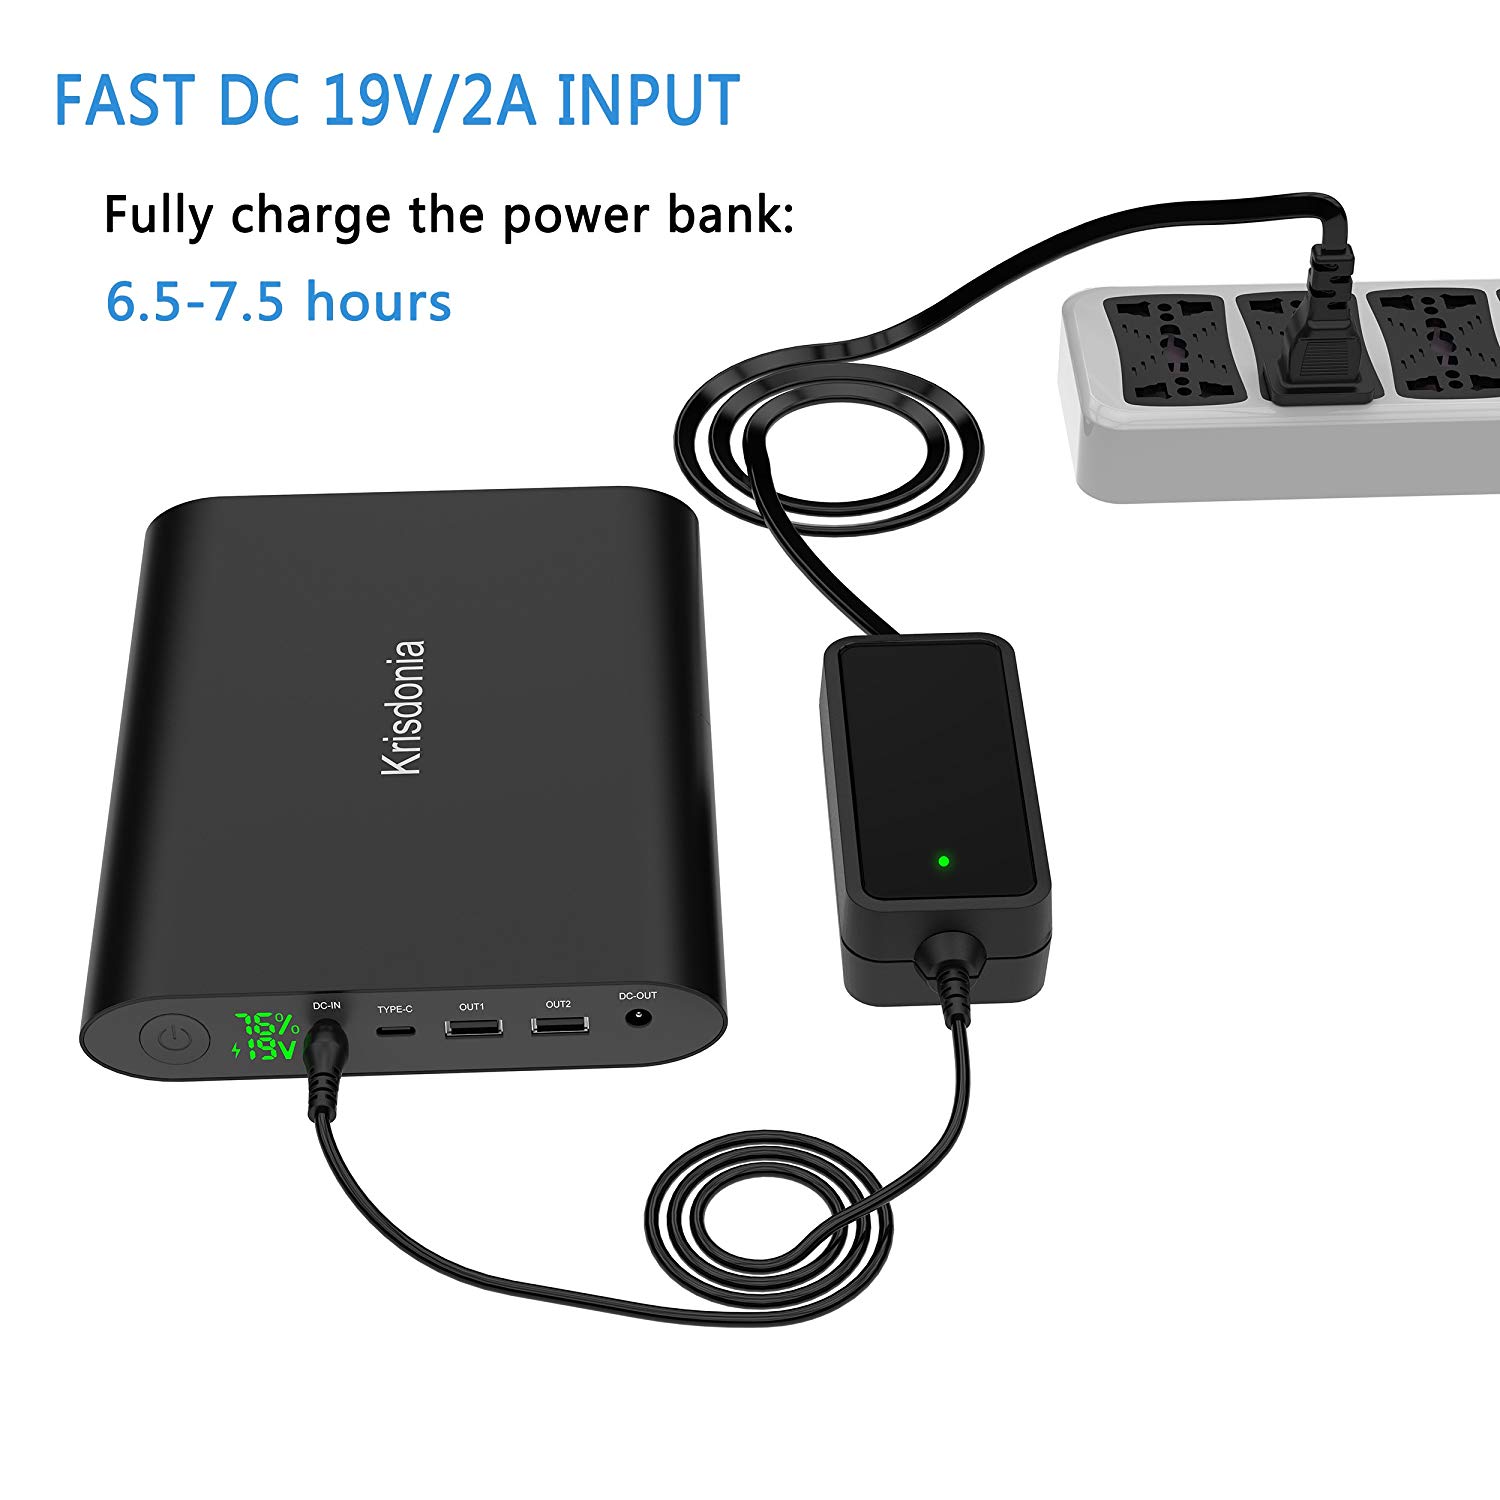 FAST DC 19V/2A INPUT
Fully charge the power bank:
6.5-7.5 hours
Krisdonia
76%
19V
DC-IN
TYPE-C
OUT1
OUT2
DC-OUT